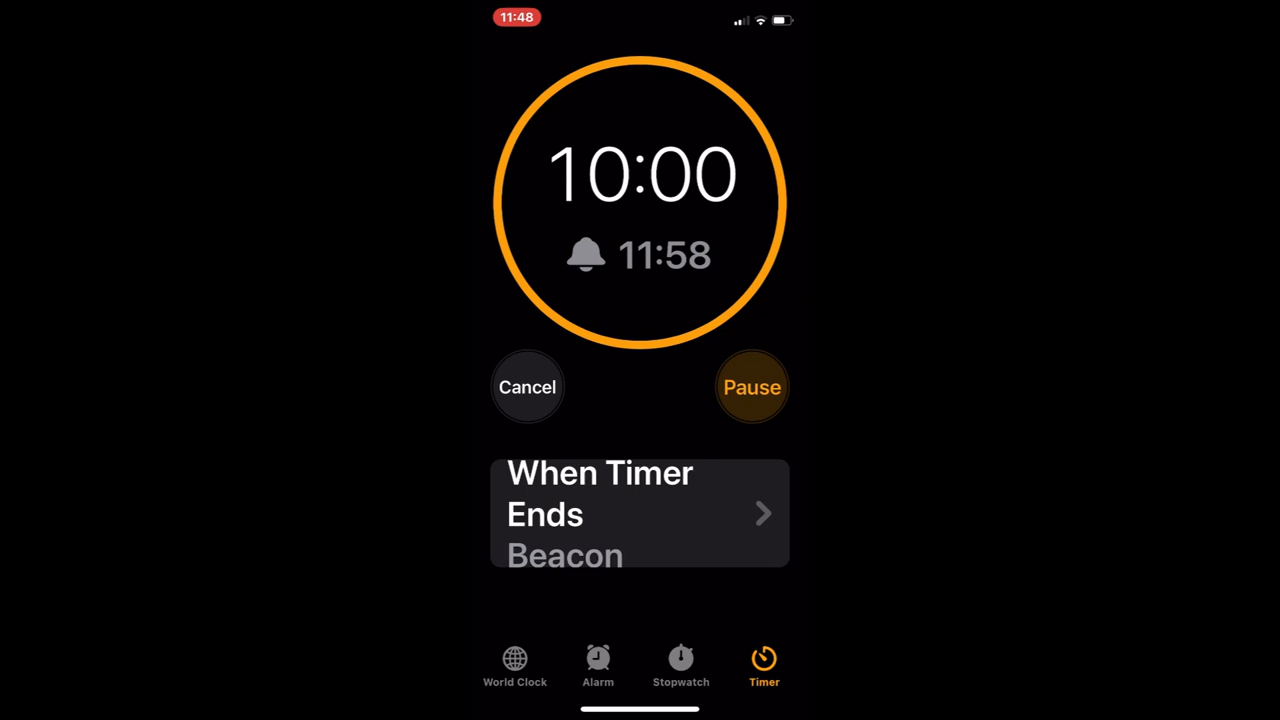 11:48
10:00
11:58
Cancel
Pause
When Timer
Ends
Beacon
World Clock
Alarm
Stopwatch
Timer